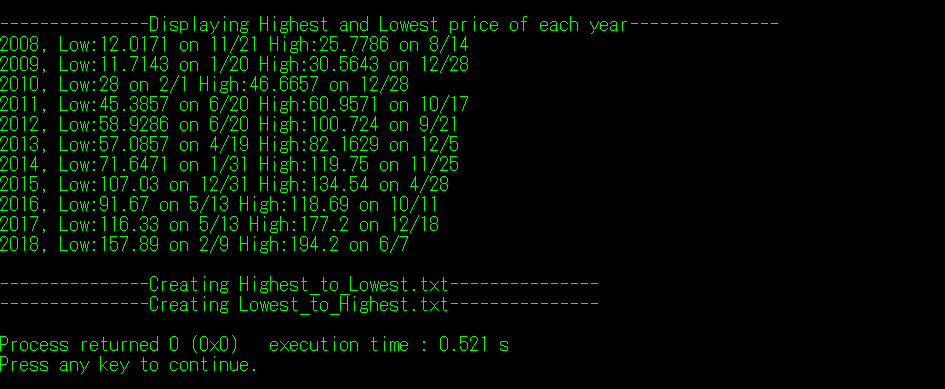 ---------------Displaying Highest and Lowest price of each year---------------
2008, Low:12.0171 on 11/21 High:25.7786 on 8/14
2009, Low:11.7143 on 1/20 High:30.5643 on 12/28
2010, Low:28 on 2/1 High:46.6657 on 12/28
2011, Low:45.3857 on 6/20 High:60.9571 on 10/17
2012, Low:58.9286 on 6/20 High:100.724 on 9/21
2013, Low:57.0857 on 4/19 High:82.1629 on 12/5
2014, Low:71.6471 on 1/31 High:119.75 on 11/25
2015, Low:107.03 on 12/31 High:134.54 on 4/28
2016, Low:91.67 on 5/13 High:118.69 on 10/11
2017, Low:116.33 on 5/13 High:177.2 on 12/18
2018, Low:157.89 on 2/9 High:194.2 on 6/7
---------------Creating Highest_to_Lowest.txt---------------
---------------Creating Lowest_to_Highest.txt---------------
Process returned 0 (0x0)   execution time : 0.521 s
Press any key to continue.